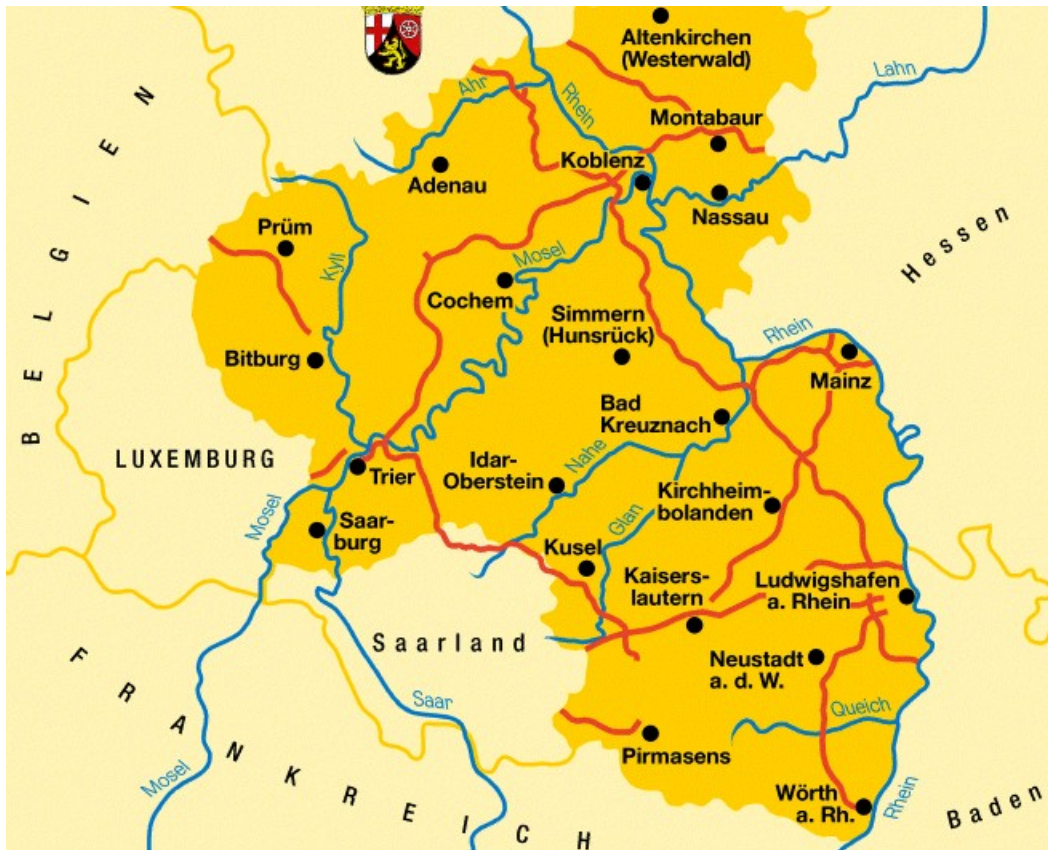 Altenkirchen
(Westerwald)
Lahn
Ahr
Rhein
Montabaur
Koblenz
Adenau
Nassau
BELGIEN
Prüm
Kyll
Mosel
Hessen
Cochem
Simmern
(Hunsrück)
Rhein
Bitburg
Mainz
Bad
Kreuznach
LUXEMBURG
Trier
Idar-
Oberstein
Nahe
Kirchheim-
bolanden
Mosel
Saar-
burg
Glan
Kusel
Kaisers-
lautern
Ludwigshafen
a. Rhein
Saarland
Neustadt
a. d. W.
FRANKREICH
Saar
Queich
Pirmasens
Mosel
Wörth
a. Rh.
Rhein
Baden